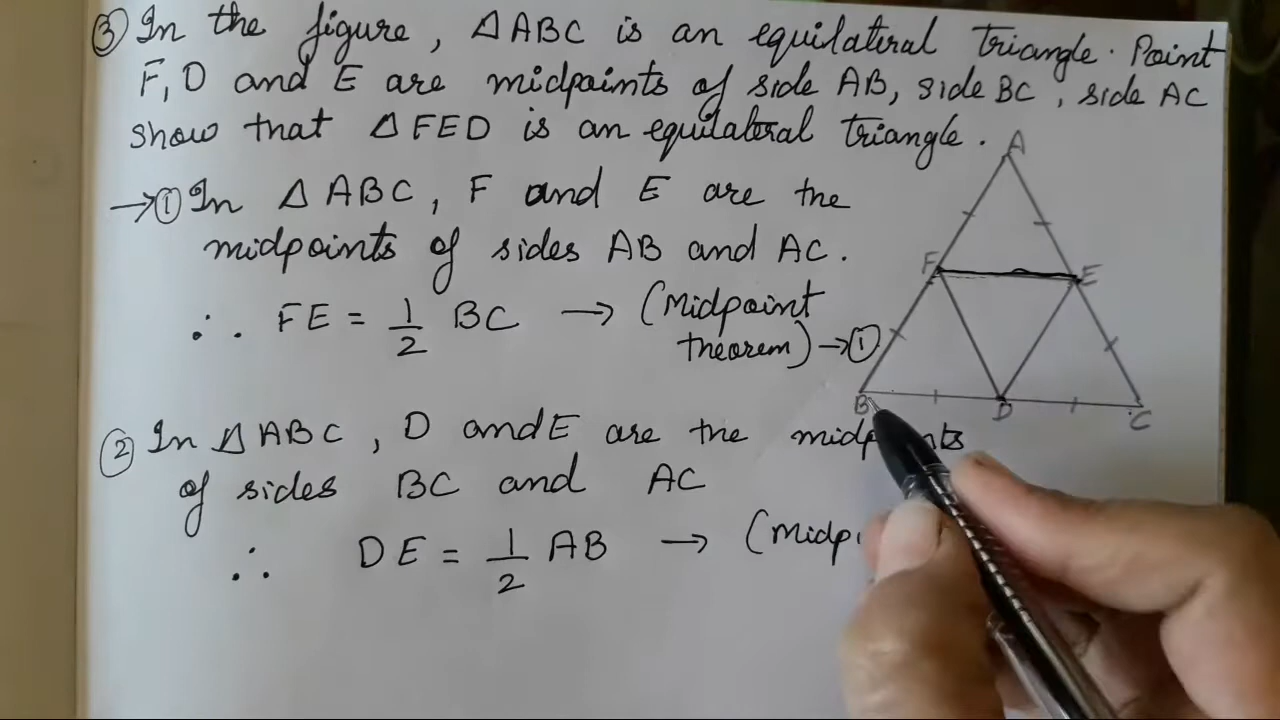 ③ In the figure, △ABC is an equilateral triangle. Point
F, D and E are midpoints of side AB, side BC, side AC
show that △FED is an equilateral triangle.
→① In △ABC, F and E are the
midpoints of sides AB and AC.
∴ FE = 1/2 BC → (Midpoint
theorem) → ①
② In △ABC, D and E are the
of sides BC and AC
∴ DE = 1/2 AB →
A
F
E
B
D
C